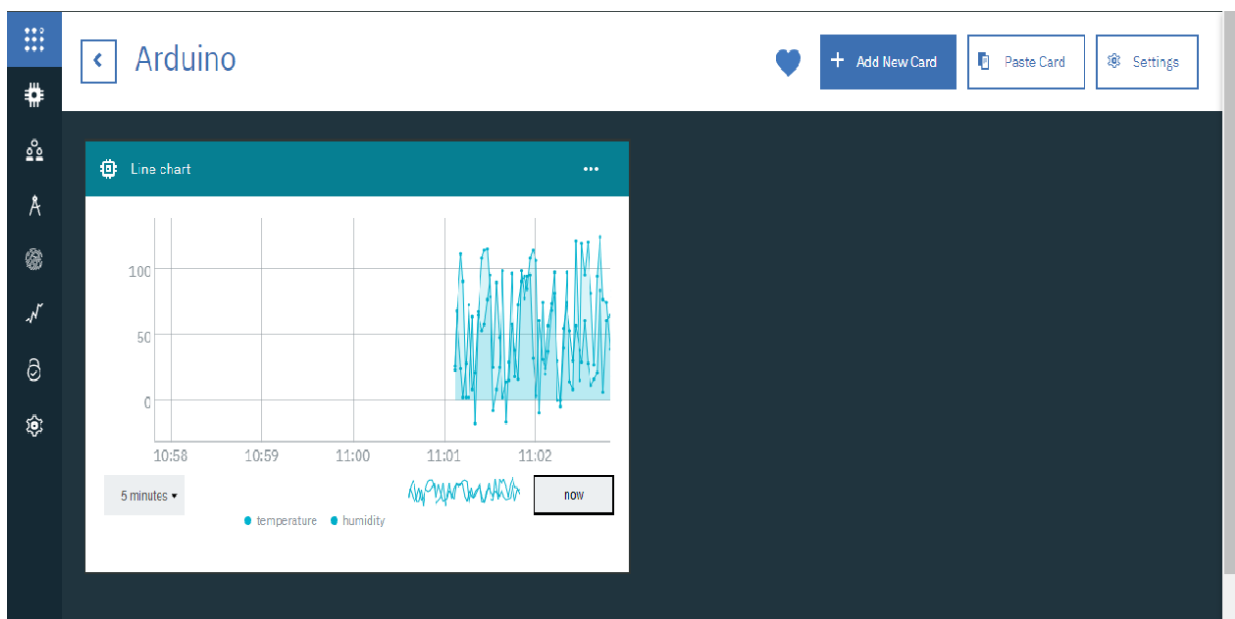 Arduino
Add New Card
Paste Card
Settings
Line chart
100
50
0
10:58 10:59 11:00 11:01 11:02
5 minutes
now
temperature humidity